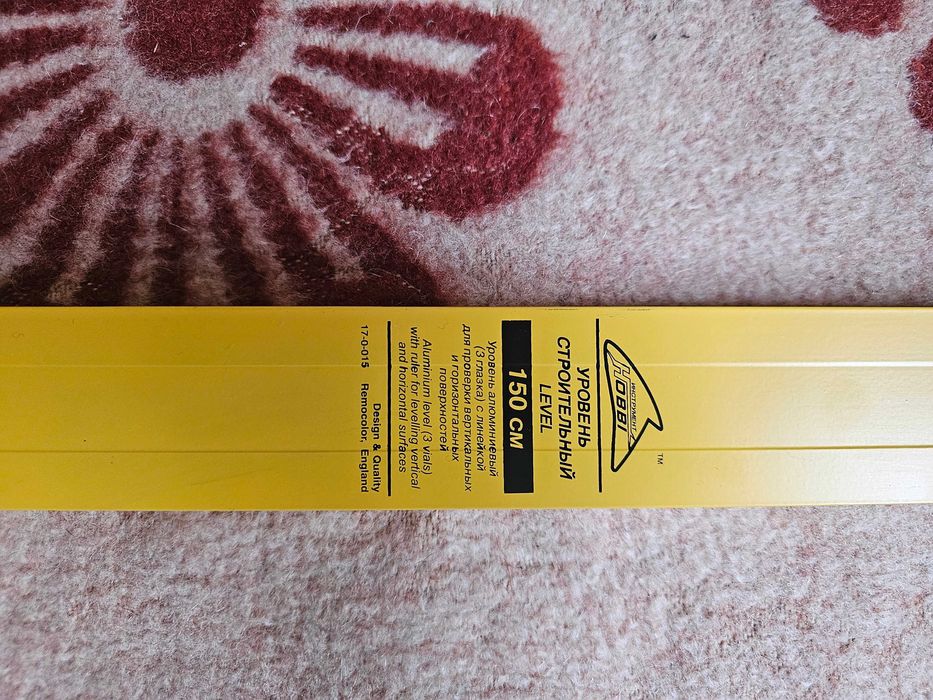 ИНСТРУМЕНТ
HOBBI
TM
УРОВЕНЬ
СТРОИТЕЛЬНЫЙ
LEVEL
150 СМ
Уровень алюминиевый
(3 глазка) с линейкой
для проверки вертикальных
и горизонтальных
поверхностей
Aluminium level (3 vials)
with ruler for levelling vertical
and horizontal surfaces
Design & Quality
17-0-015 Remocolor, England